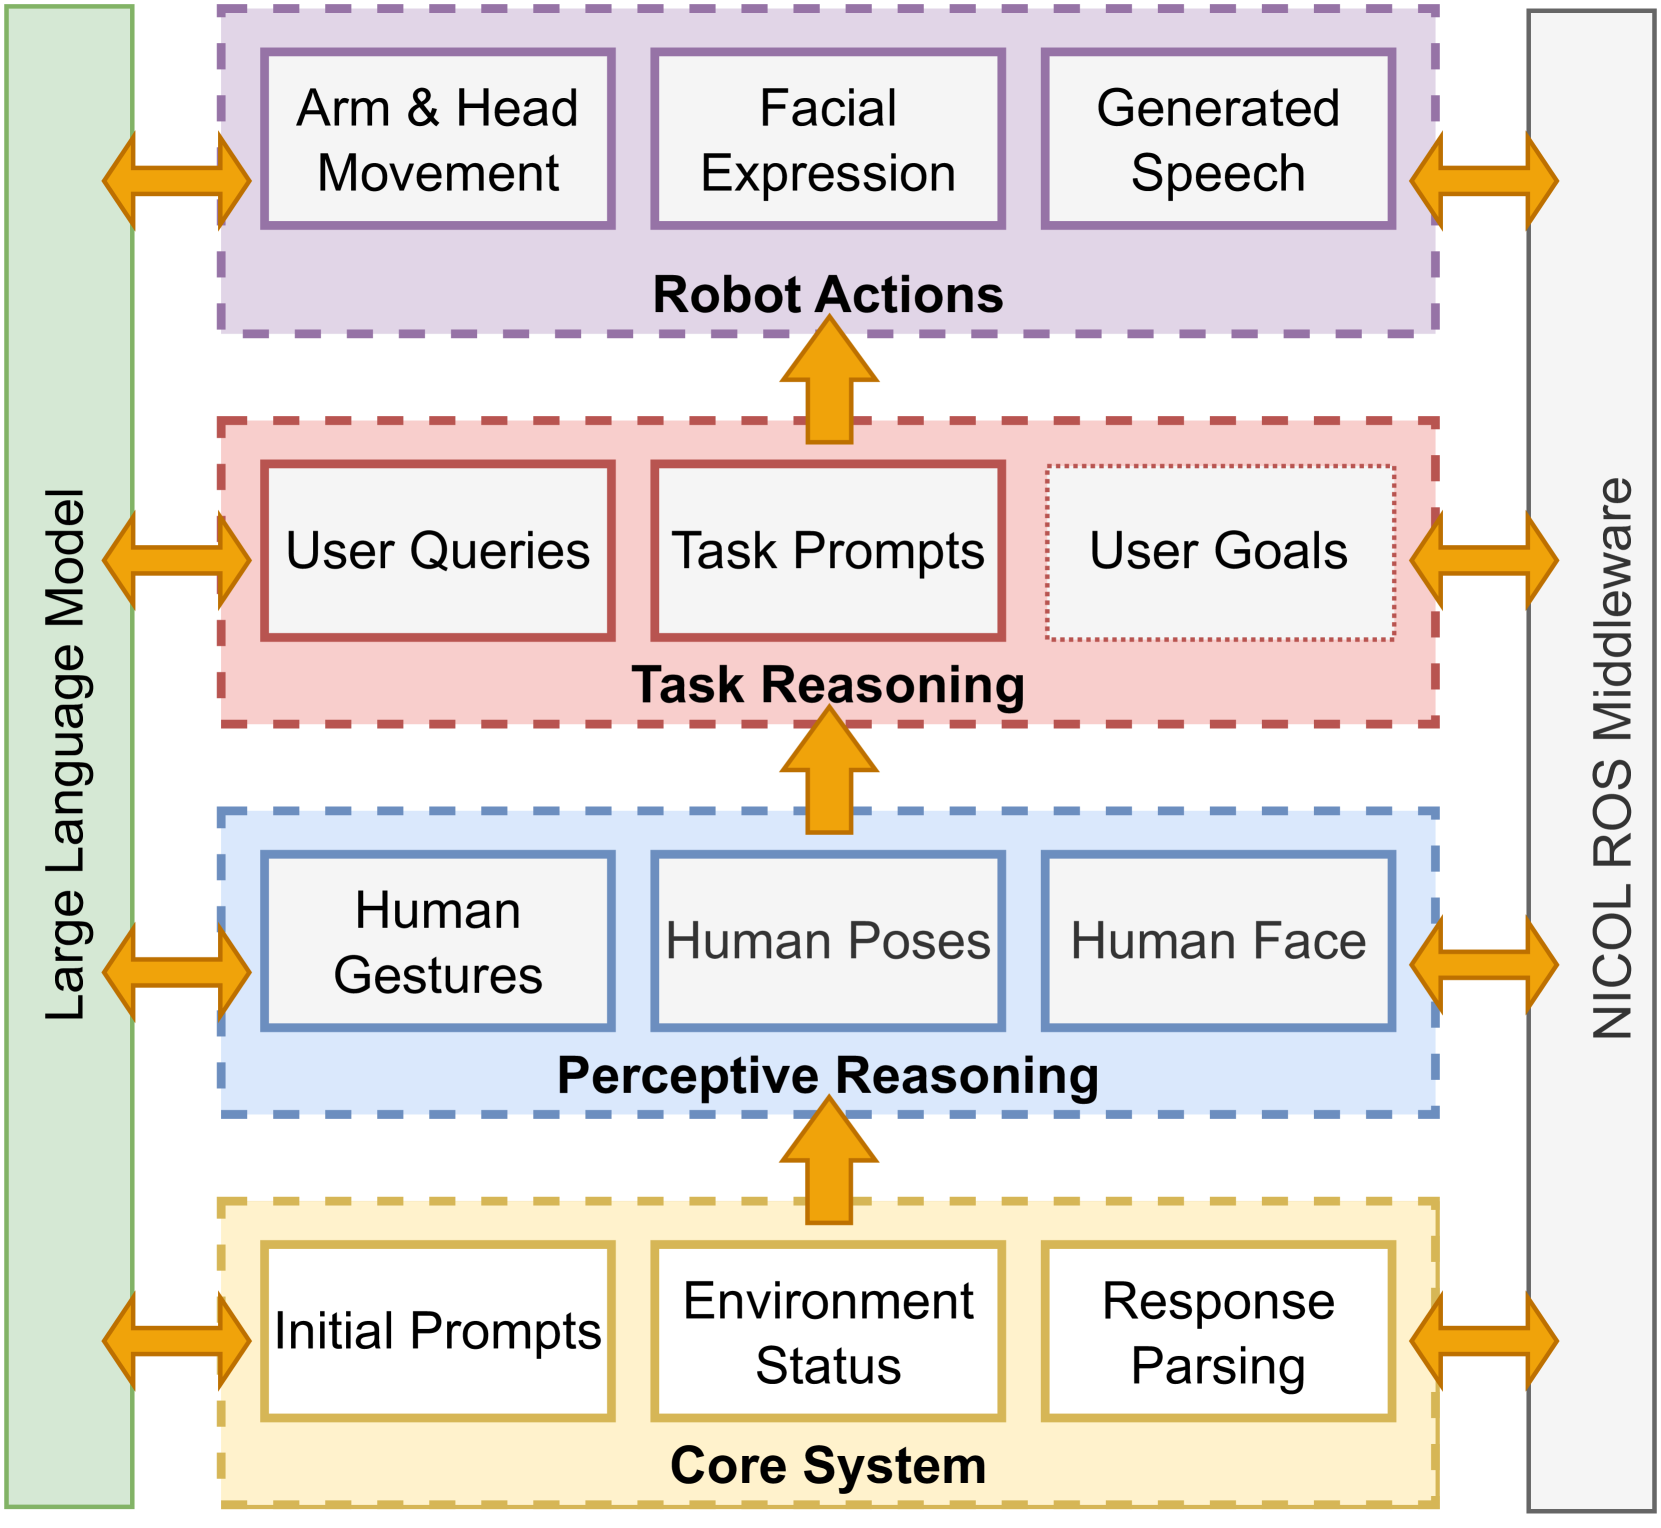 Large Language Model
Arm & Head
Movement
Facial
Expression
Generated
Speech
Robot Actions
User Queries
Task Prompts
User Goals
Task Reasoning
Human
Gestures
Human Poses
Human Face
Perceptive Reasoning
Initial Prompts
Environment
Status
Response
Parsing
Core System
NICOL ROS Middleware